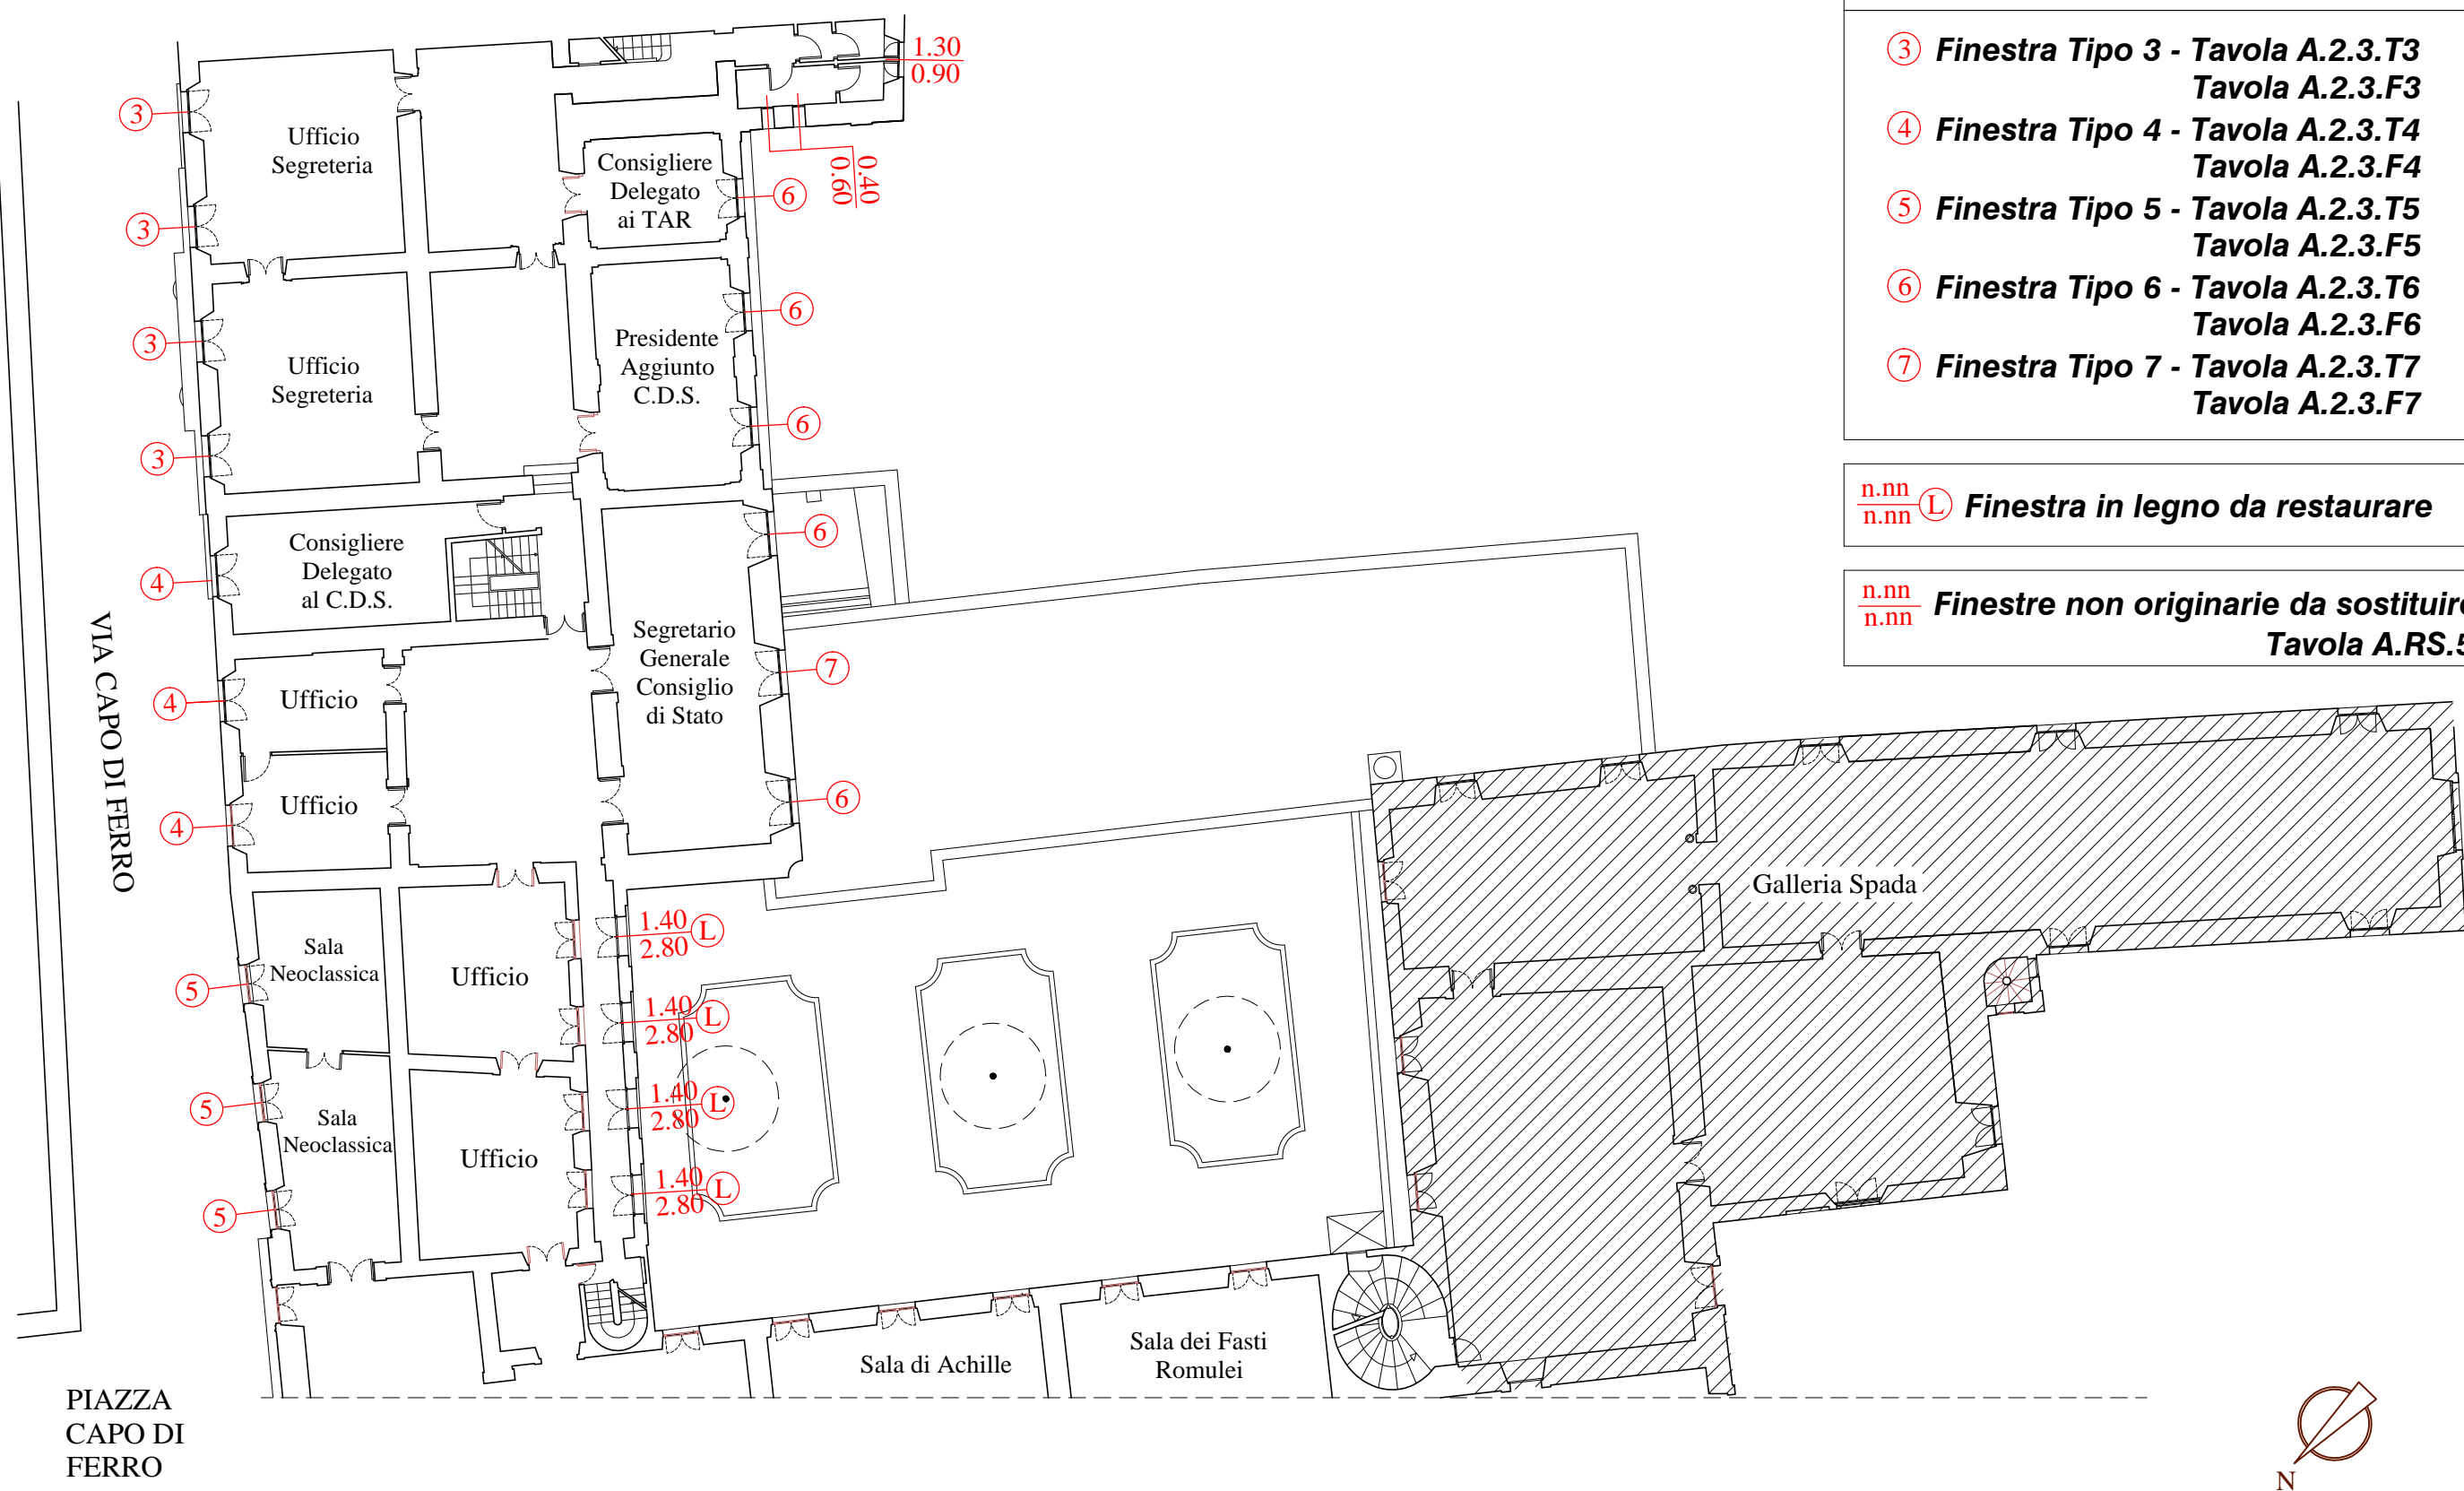 3 Finestra Tipo 3 - Tavola A.2.3.T3
Tavola A.2.3.F3
4 Finestra Tipo 4 - Tavola A.2.3.T4
Tavola A.2.3.F4
5 Finestra Tipo 5 - Tavola A.2.3.T5
Tavola A.2.3.F5
6 Finestra Tipo 6 - Tavola A.2.3.T6
Tavola A.2.3.F6
7 Finestra Tipo 7 - Tavola A.2.3.T7
Tavola A.2.3.F7
n.nn
n.nn
L Finestra in legno da restaurare
n.nn
n.nn
Finestre non originarie da sostituire
Tavola A.RS.5
1.30
0.90
0.40
0.60
3
3
3
3
4
4
4
5
5
5
6
6
6
6
7
6
Ufficio
Segreteria
Consigliere
Delegato
ai TAR
Ufficio
Segreteria
Presidente
Aggiunto
C.D.S.
Consigliere
Delegato
al C.D.S.
Segretario
Generale
Consiglio
di Stato
Ufficio
Ufficio
VIA CAPO DI FERRO
Sala
Neoclassica
Ufficio
Sala
Neoclassica
Ufficio
1.40
2.80
L
1.40
2.80
L
1.40
2.80
L
1.40
2.80
L
Galleria Spada
Sala di Achille
Sala dei Fasti
Romulei
PIAZZA
CAPO DI
FERRO
N